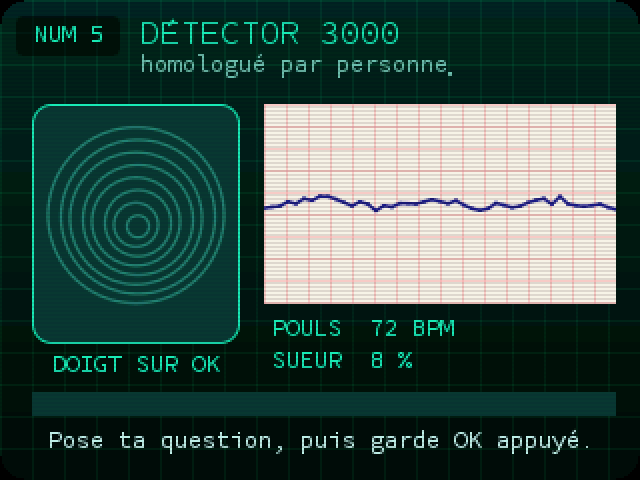 NUM 5
DÉTECTOR 3000
homologué par personne.
DOIGT SUR OK
POULS 72 BPM
SUEUR 8 %
Pose ta question, puis garde OK appuyé.